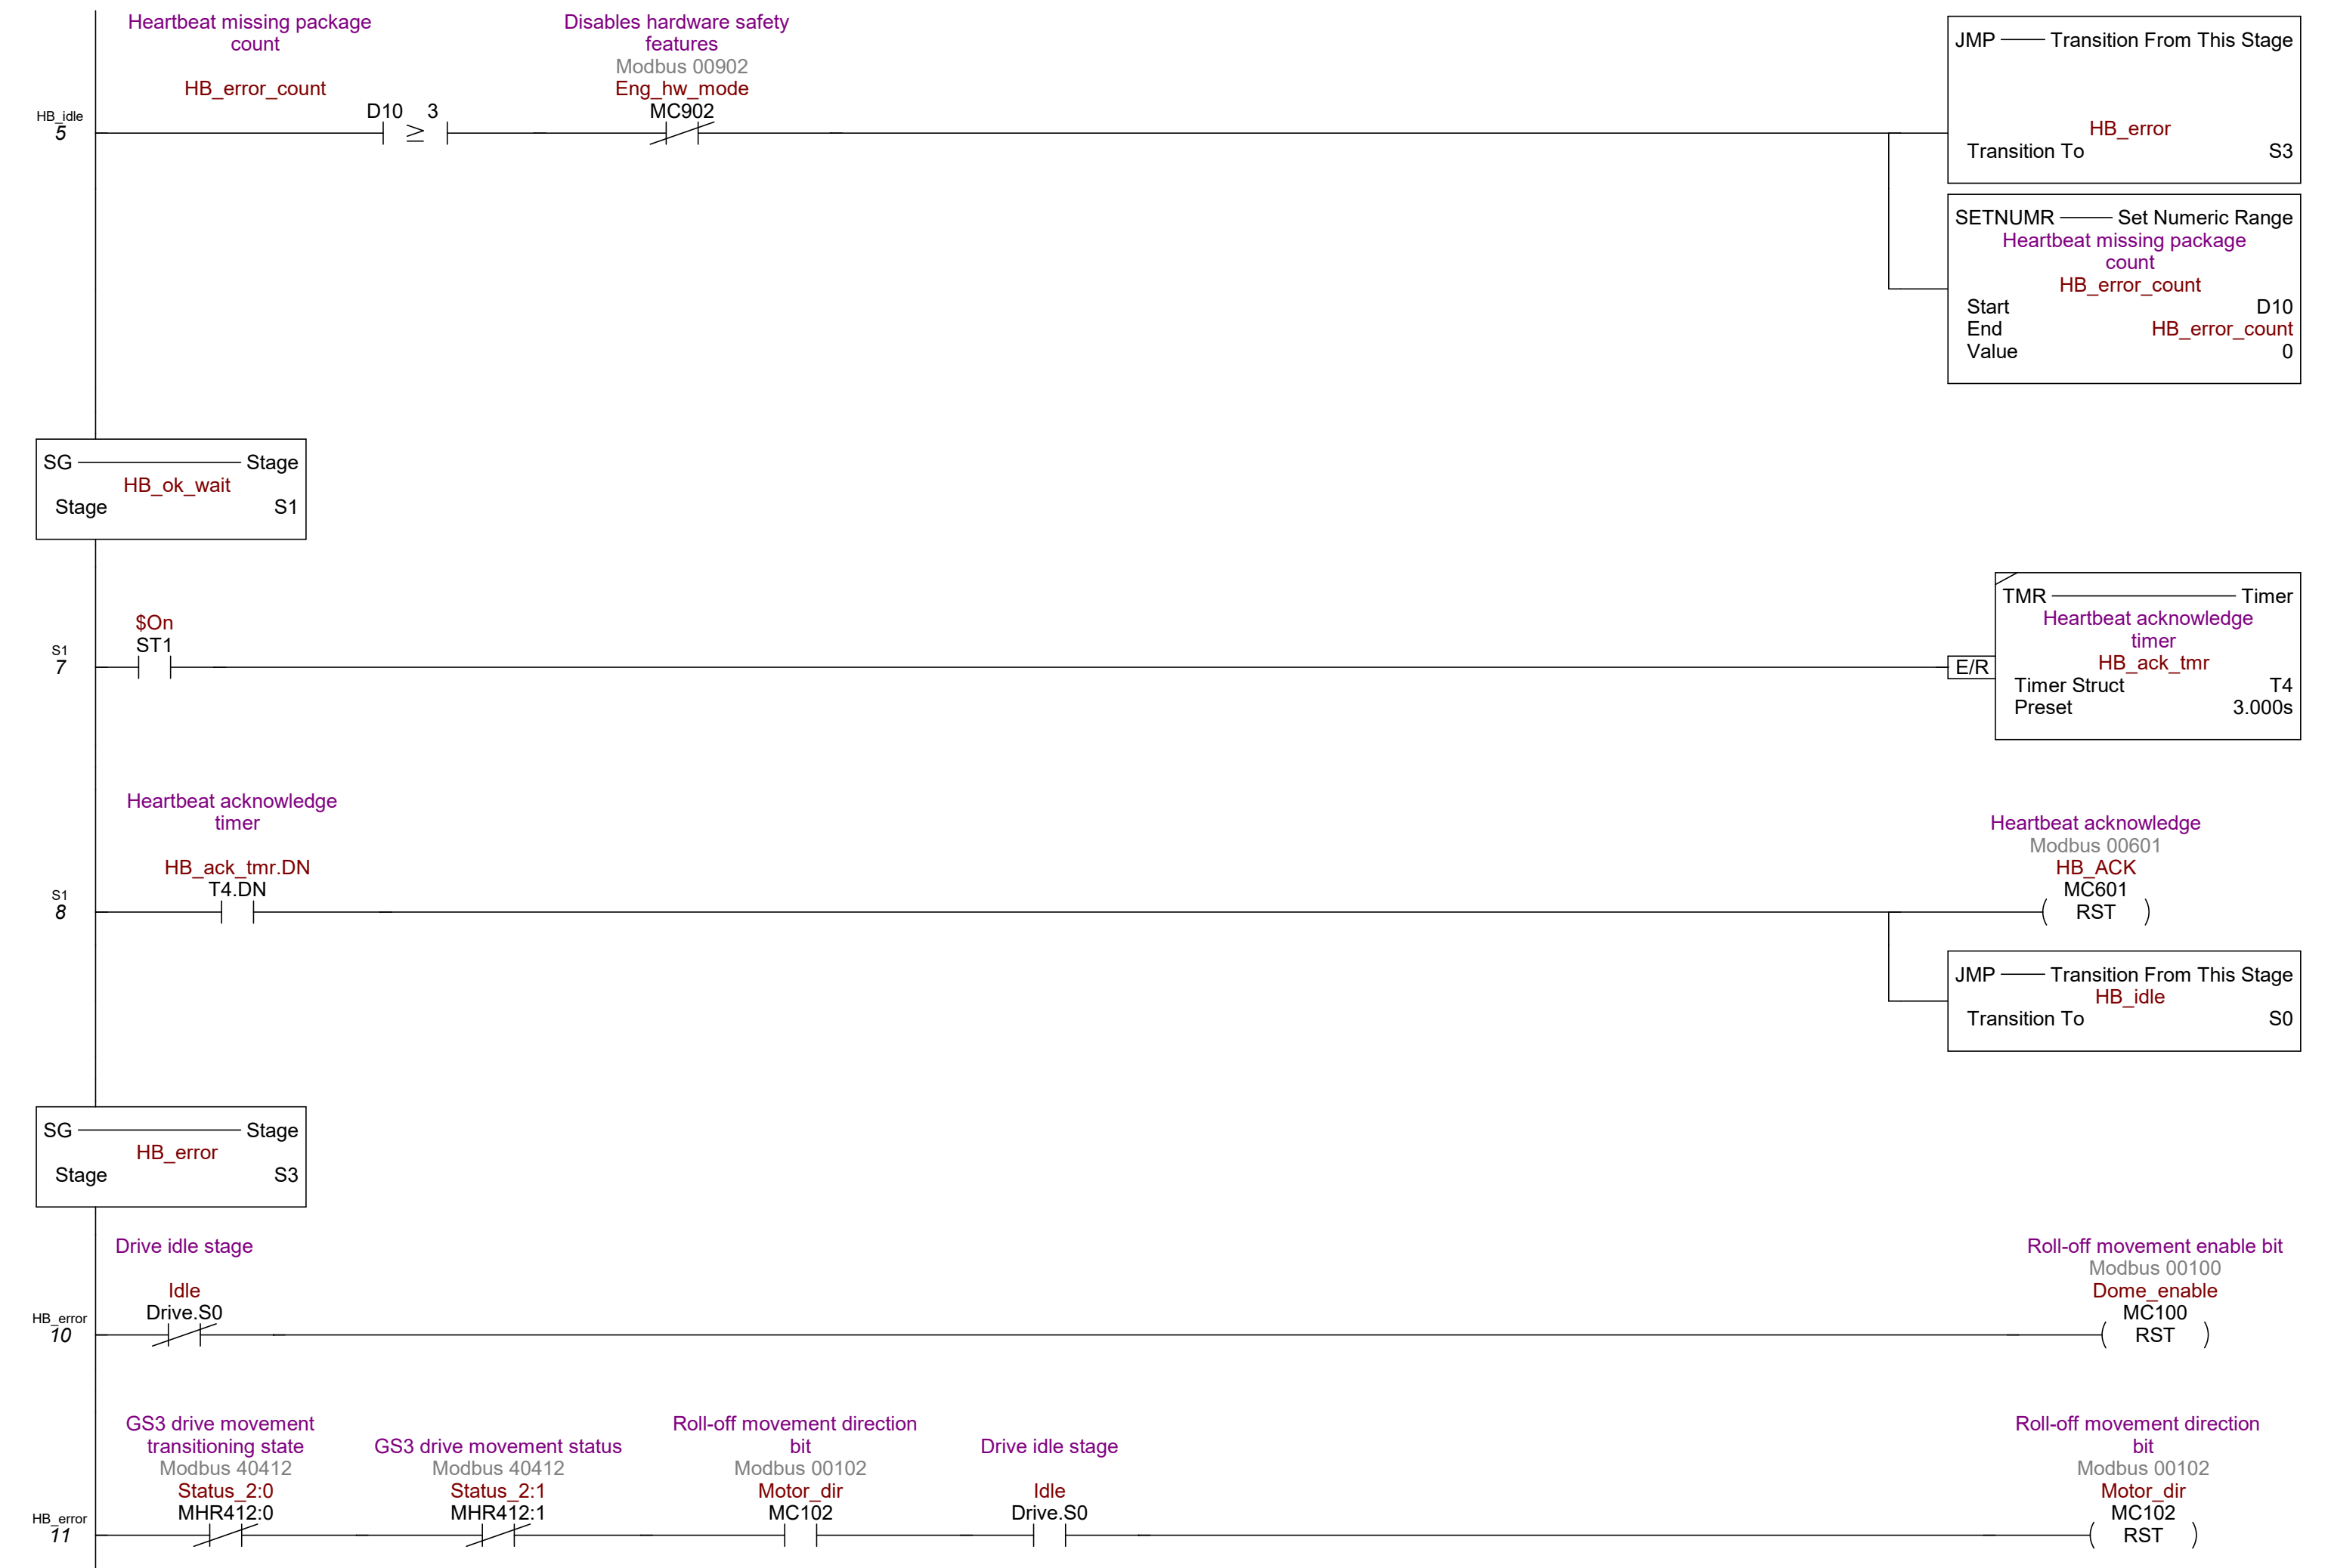 Heartbeat missing package
count
HB_error_count
D10 ≥ 3
Disables hardware safety
features
Modbus 00902
Eng_hw_mode
MC902
HB_idle
5
JMP Transition From This Stage
HB_error
Transition To S3
SETNUMR Set Numeric Range
Heartbeat missing package
count
HB_error_count
Start D10
End HB_error_count
Value 0
SG Stage
HB_ok_wait
Stage S1
$On
ST1
S1
7
E/R
TMR Timer
Heartbeat acknowledge
timer
HB_ack_tmr
Timer Struct T4
Preset 3.000s
Heartbeat acknowledge
timer
HB_ack_tmr.DN
T4.DN
S1
8
Heartbeat acknowledge
Modbus 00601
HB_ACK
MC601
( RST )
JMP Transition From This Stage
HB_idle
Transition To S0
SG Stage
HB_error
Stage S3
Drive idle stage
Idle
Drive.S0
HB_error
10
Roll-off movement enable bit
Modbus 00100
Dome_enable
MC100
( RST )
GS3 drive movement
transitioning state
Modbus 40412
Status_2:0
MHR412:0
GS3 drive movement status
Modbus 40412
Status_2:1
MHR412:1
Roll-off movement direction
bit
Modbus 00102
Motor_dir
MC102
Drive idle stage
Idle
Drive.S0
HB_error
11
Roll-off movement direction
bit
Modbus 00102
Motor_dir
MC102
( RST )